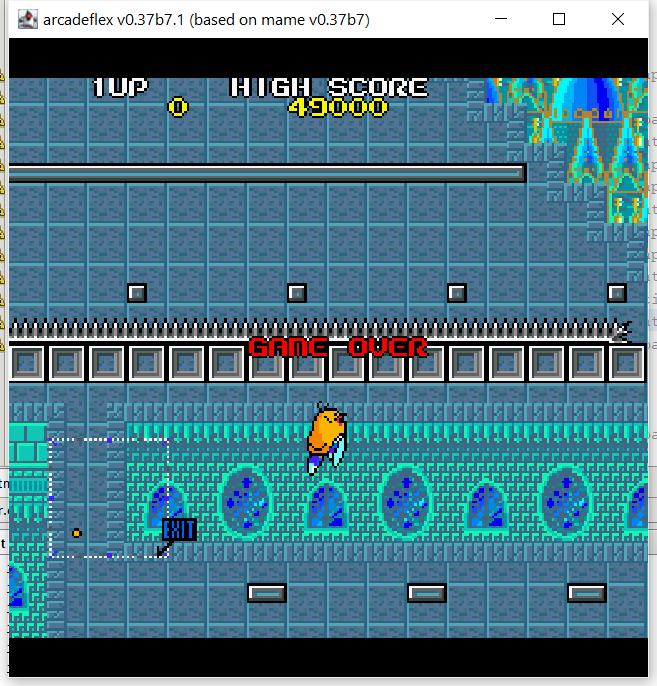 arcadeflex v0.37b7.1 (based on mame v0.37b7)
1UP HIGH SCORE
0 49000
GAME OVER
EXIT